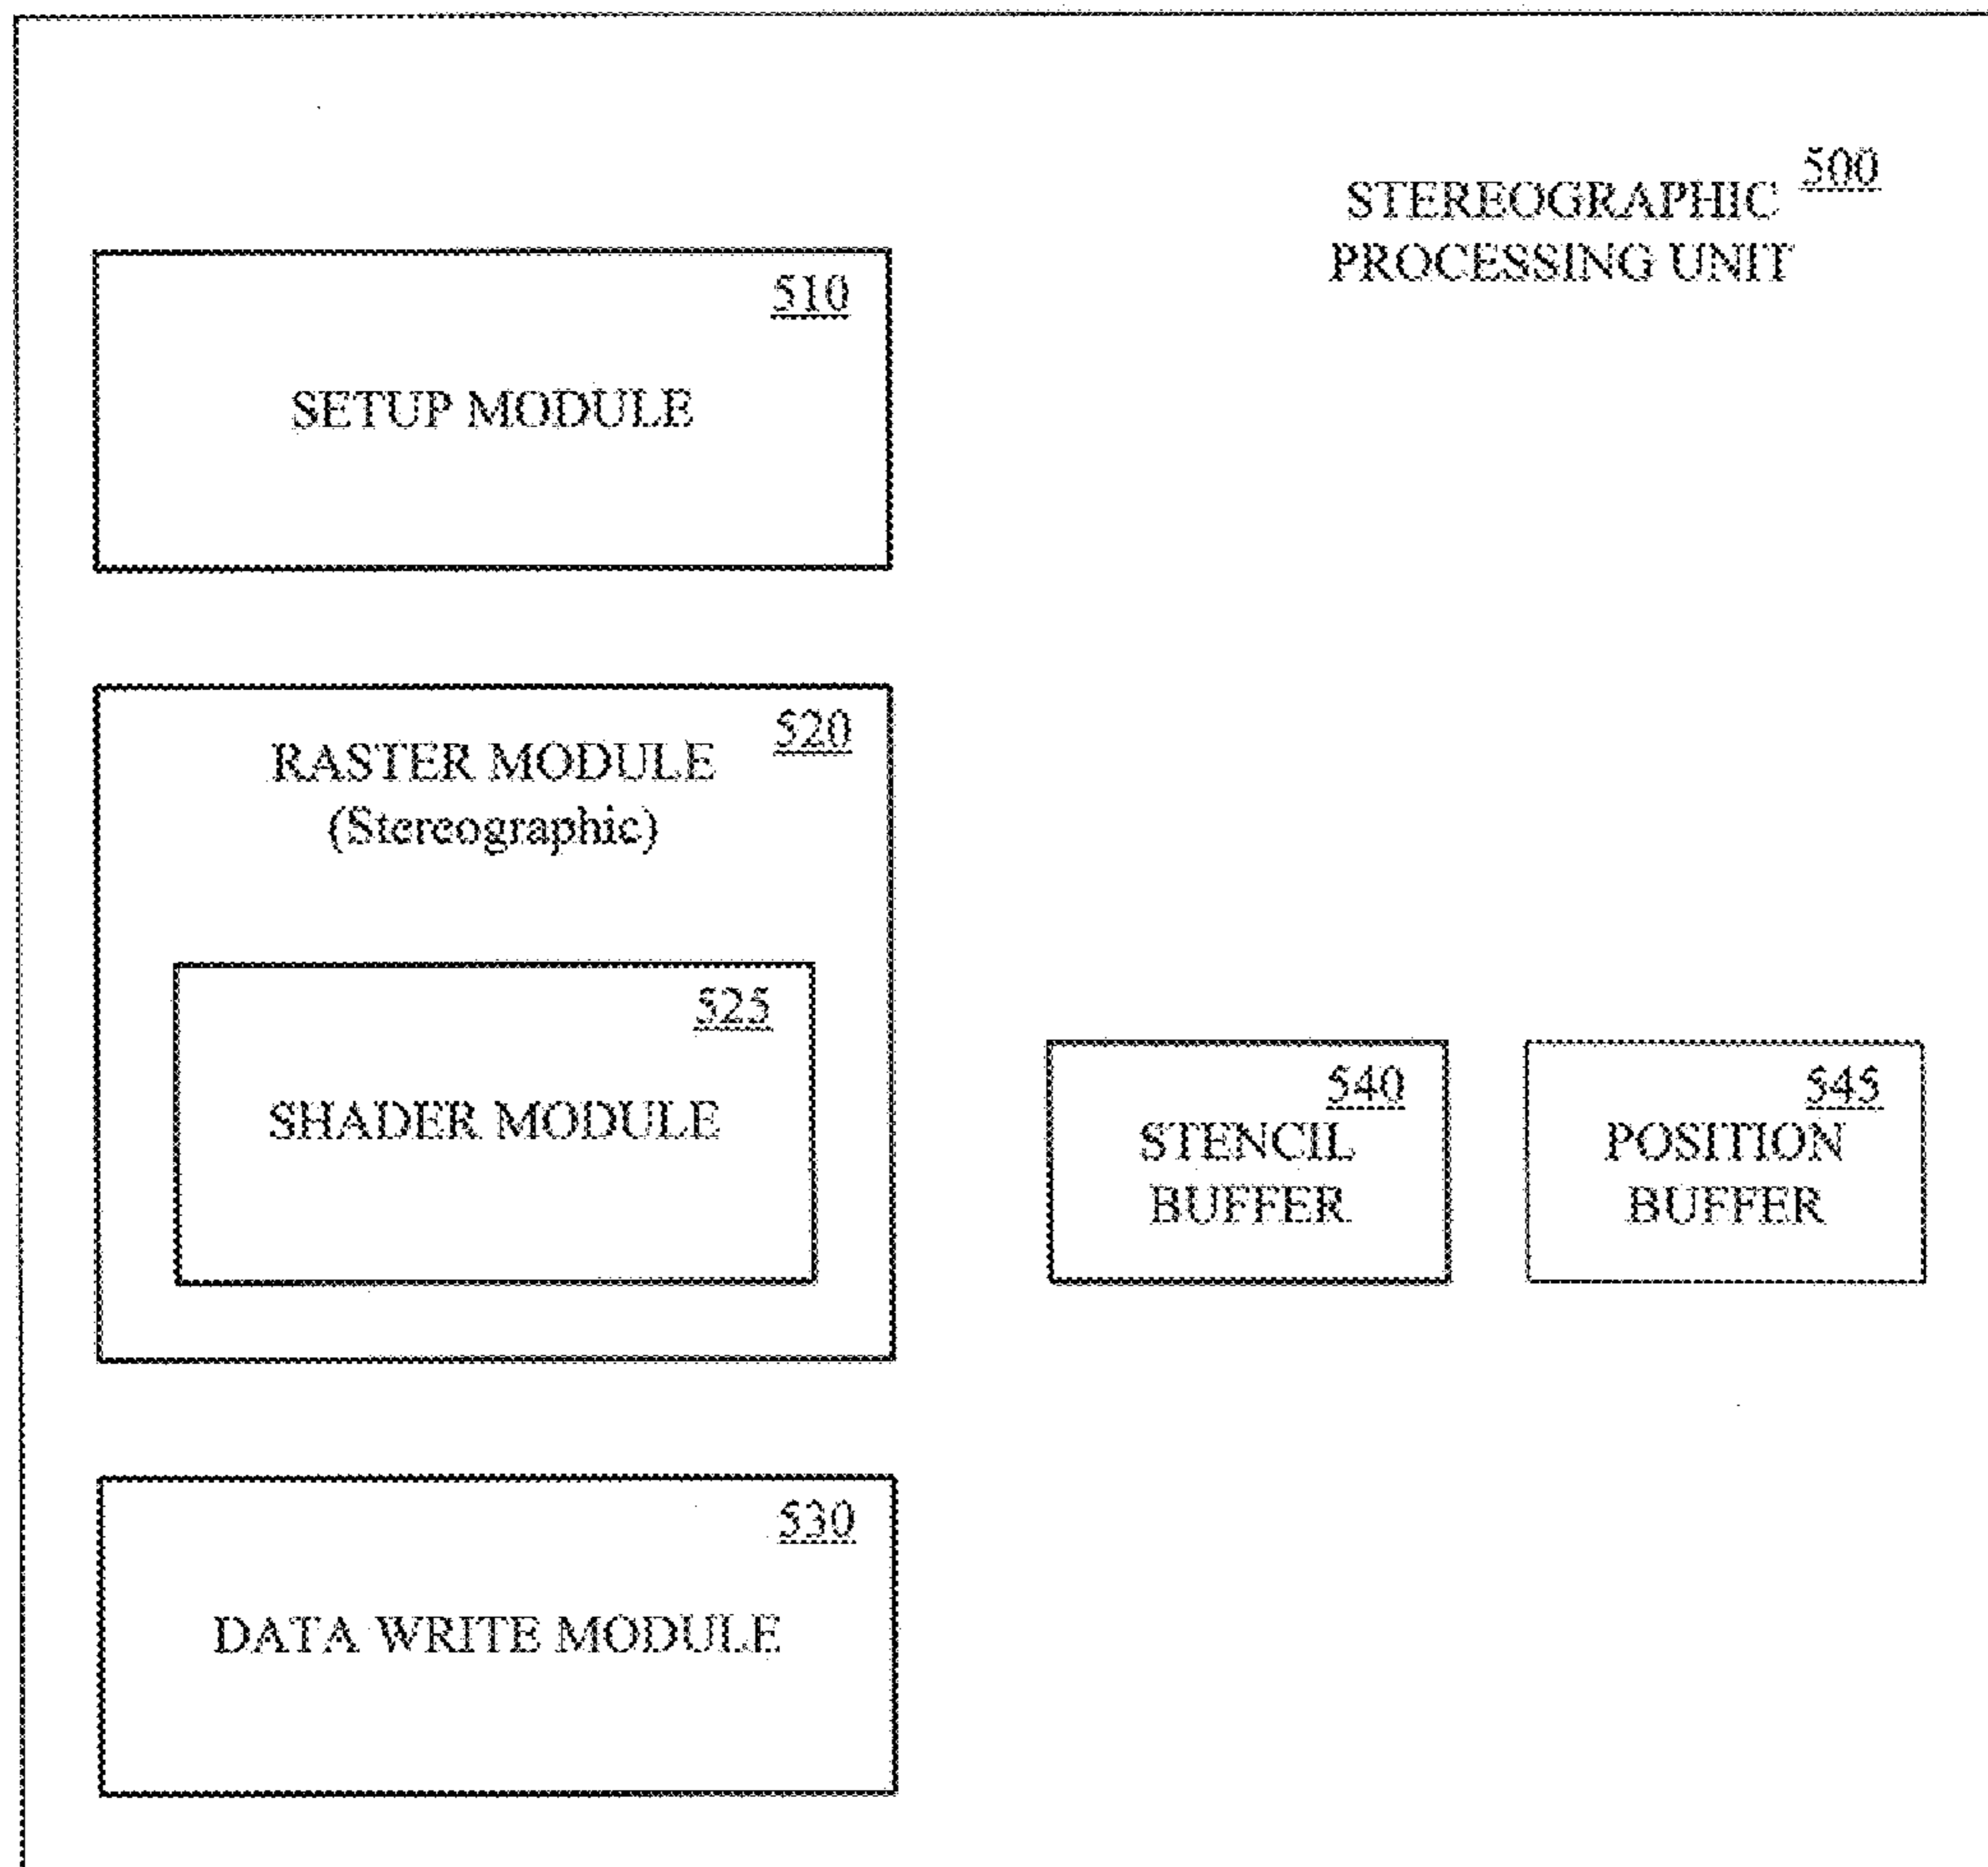 500
STEREOGRAPHIC
PROCESSING UNIT
510
SETUP MODULE
520
RASTER MODULE
(Stereographic)
525
SHADER MODULE
540
STENCIL
BUFFER
545
POSITION
BUFFER
530
DATA WRITE MODULE